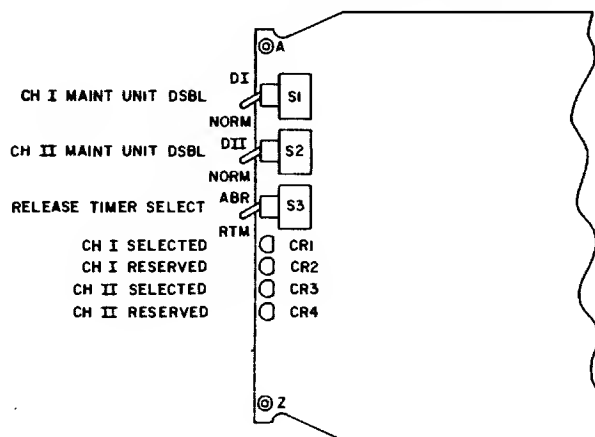 A
DI
CH I MAINT UNIT DSBL
S1
NORM
DII
CH II MAINT UNIT DSBL
S2
NORM
ABR
RELEASE TIMER SELECT
S3
RTM
CH I SELECTED CR1
CH I RESERVED CR2
CH II SELECTED CR3
CH II RESERVED CR4
Z